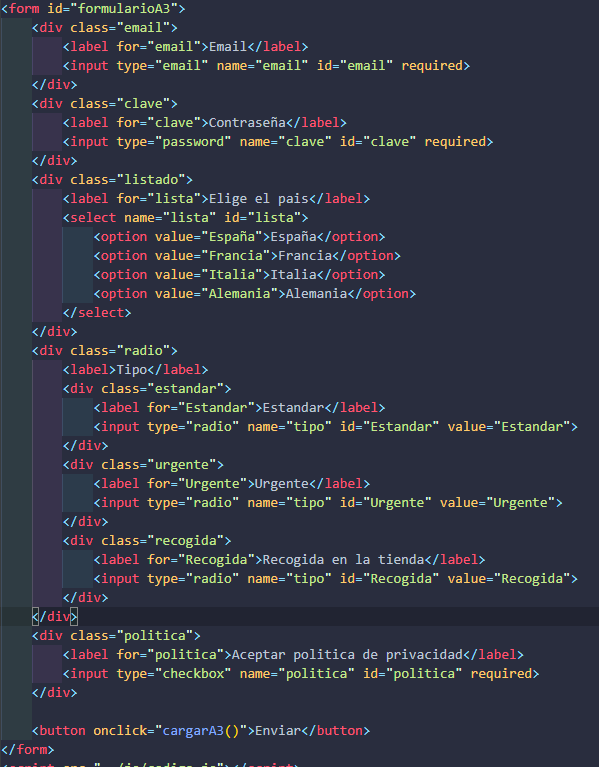 <form id="formularioA3">
<div class="email">
<label for="email">Email</label>
<input type="email" name="email" id="email" required>
</div>
<div class="clave">
<label for="clave">Contraseña</label>
<input type="password" name="clave" id="clave" required>
</div>
<div class="listado">
<label for="lista">Elige el pais</label>
<select name="lista" id="lista">
<option value="España">España</option>
<option value="Francia">Francia</option>
<option value="Italia">Italia</option>
<option value="Alemania">Alemania</option>
</select>
</div>
<div class="radio">
<label>Tipo</label>
<div class="estandar">
<label for="Estandar">Estandar</label>
<input type="radio" name="tipo" id="Estandar" value="Estandar">
</div>
<div class="urgente">
<label for="Urgente">Urgente</label>
<input type="radio" name="tipo" id="Urgente" value="Urgente">
</div>
<div class="recogida">
<label for="Recogida">Recogida en la tienda</label>
<input type="radio" name="tipo" id="Recogida" value="Recogida">
</div>
</div>
<div class="politica">
<label for="politica">Aceptar politica de privacidad</label>
<input type="checkbox" name="politica" id="politica" required>
</div>
<button onclick="cargarA3()">Enviar</button>
</form>